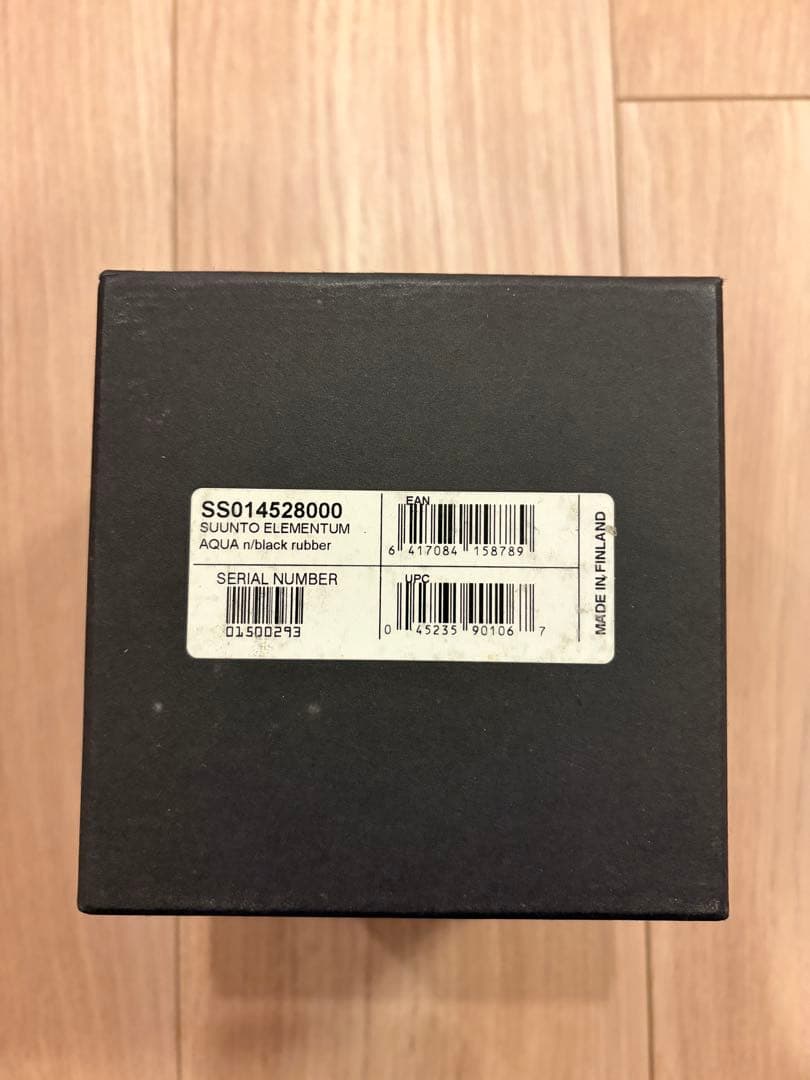 SS014528000
SUUNTO ELEMENTUM
AQUA n/black rubber
SERIAL NUMBER
01500293
EAN
6 417084 158789
UPC
0 45235 90106 7
MADE IN FINLAND